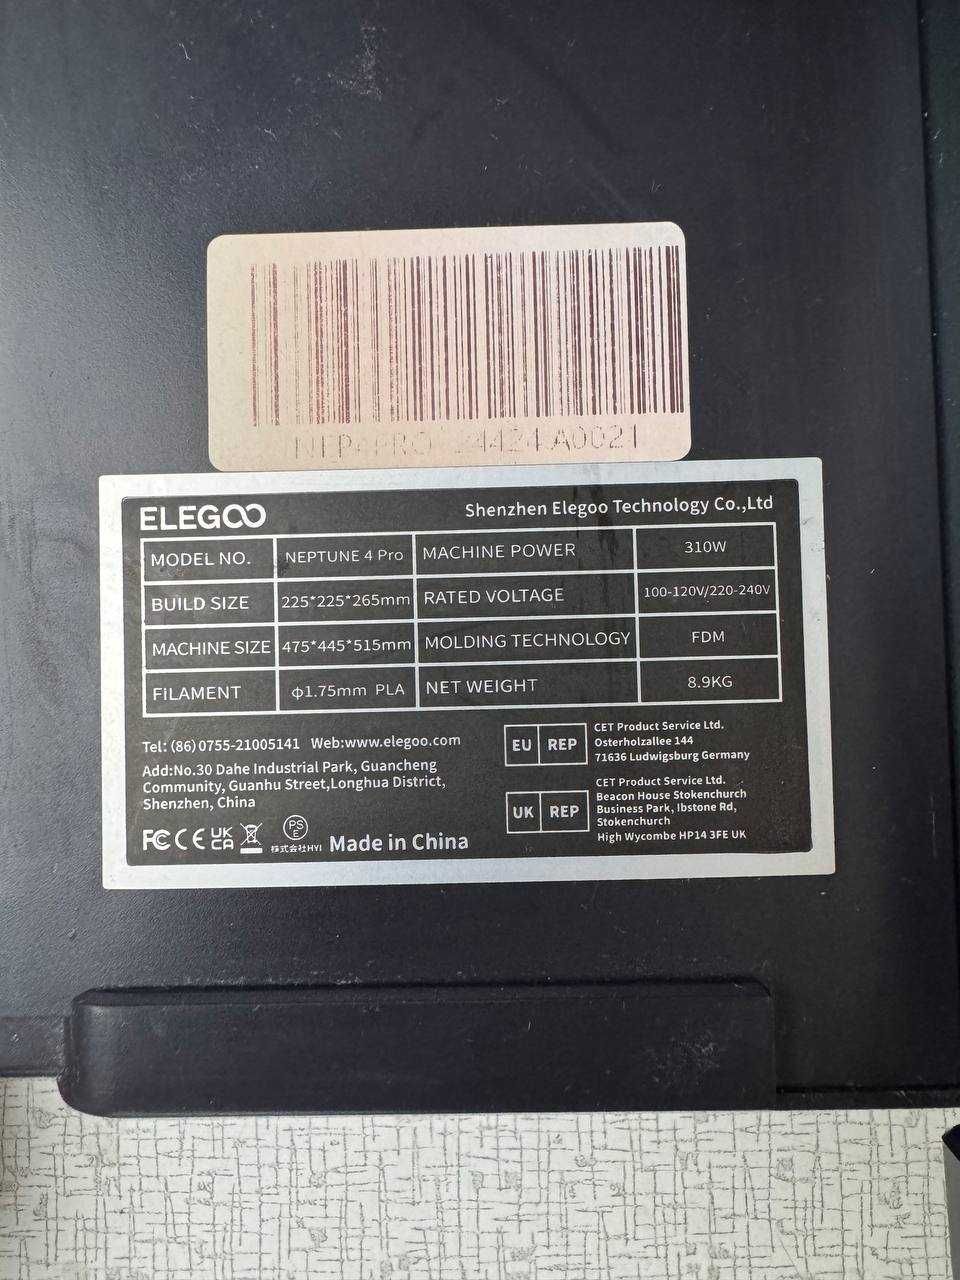 NEP4PRO 24424A0021
ELEGOO
Shenzhen Elegoo Technology Co.,Ltd
MODEL NO. NEPTUNE 4 Pro MACHINE POWER 310W
BUILD SIZE 225*225*265mm RATED VOLTAGE 100-120V/220-240V
MACHINE SIZE 475*445*515mm MOLDING TECHNOLOGY FDM
FILAMENT φ1.75mm PLA NET WEIGHT 8.9KG
Tel: (86) 0755-21005141 Web:www.elegoo.com
Add:No.30 Dahe Industrial Park, Guancheng
Community, Guanhu Street,Longhua District,
Shenzhen, China
FC CE UK CA PS E
株式会社HYI
Made in China
EU REP
CET Product Service Ltd.
Osterholzallee 144
71636 Ludwigsburg Germany
UK REP
CET Product Service Ltd.
Beacon House Stokenchurch
Business Park, Ibstone Rd,
Stokenchurch
High Wycombe HP14 3FE UK